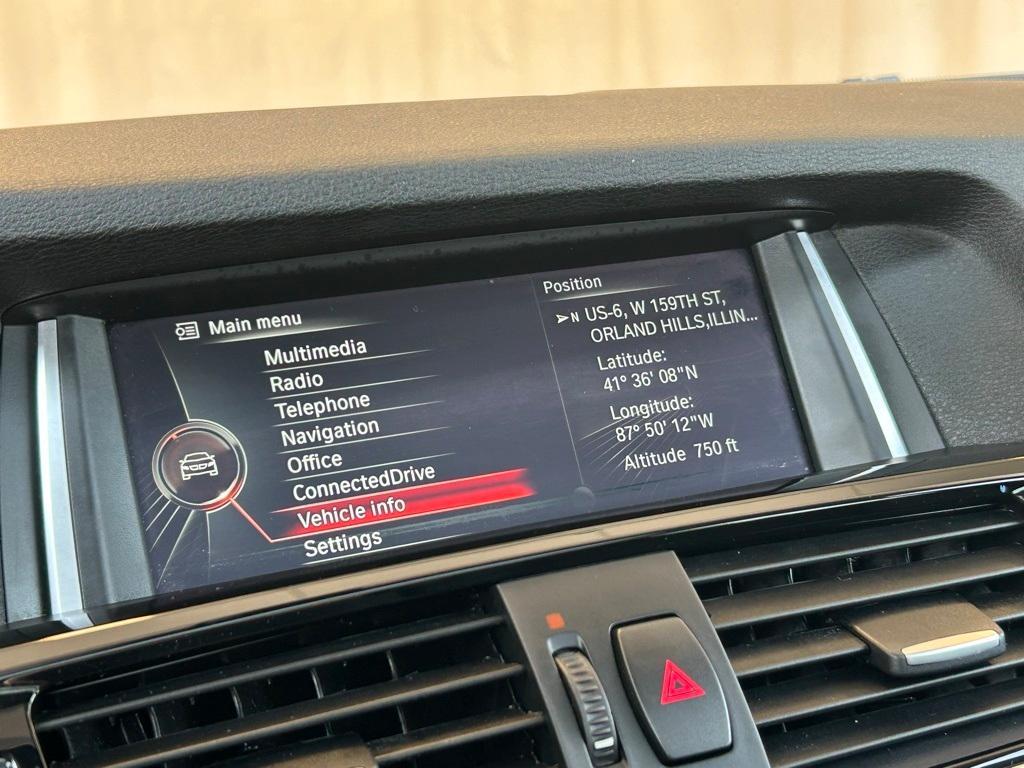 Main menu
Multimedia
Radio
Telephone
Navigation
Office
ConnectedDrive
Vehicle info
Settings
Position
N US-6, W 159TH ST,
ORLAND HILLS,ILLIN...
Latitude:
41° 36' 08"N
Longitude:
87° 50' 12"W
Altitude 750 ft